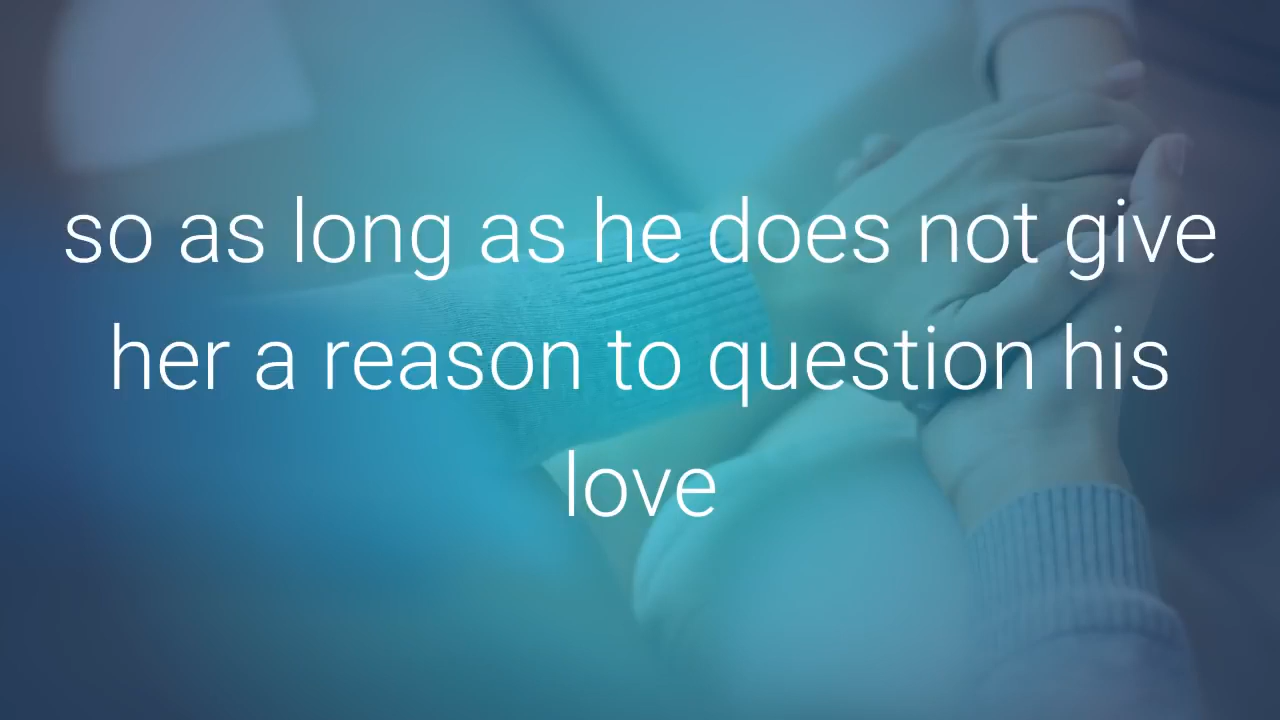 so as long as he does not give
her a reason to question his
love